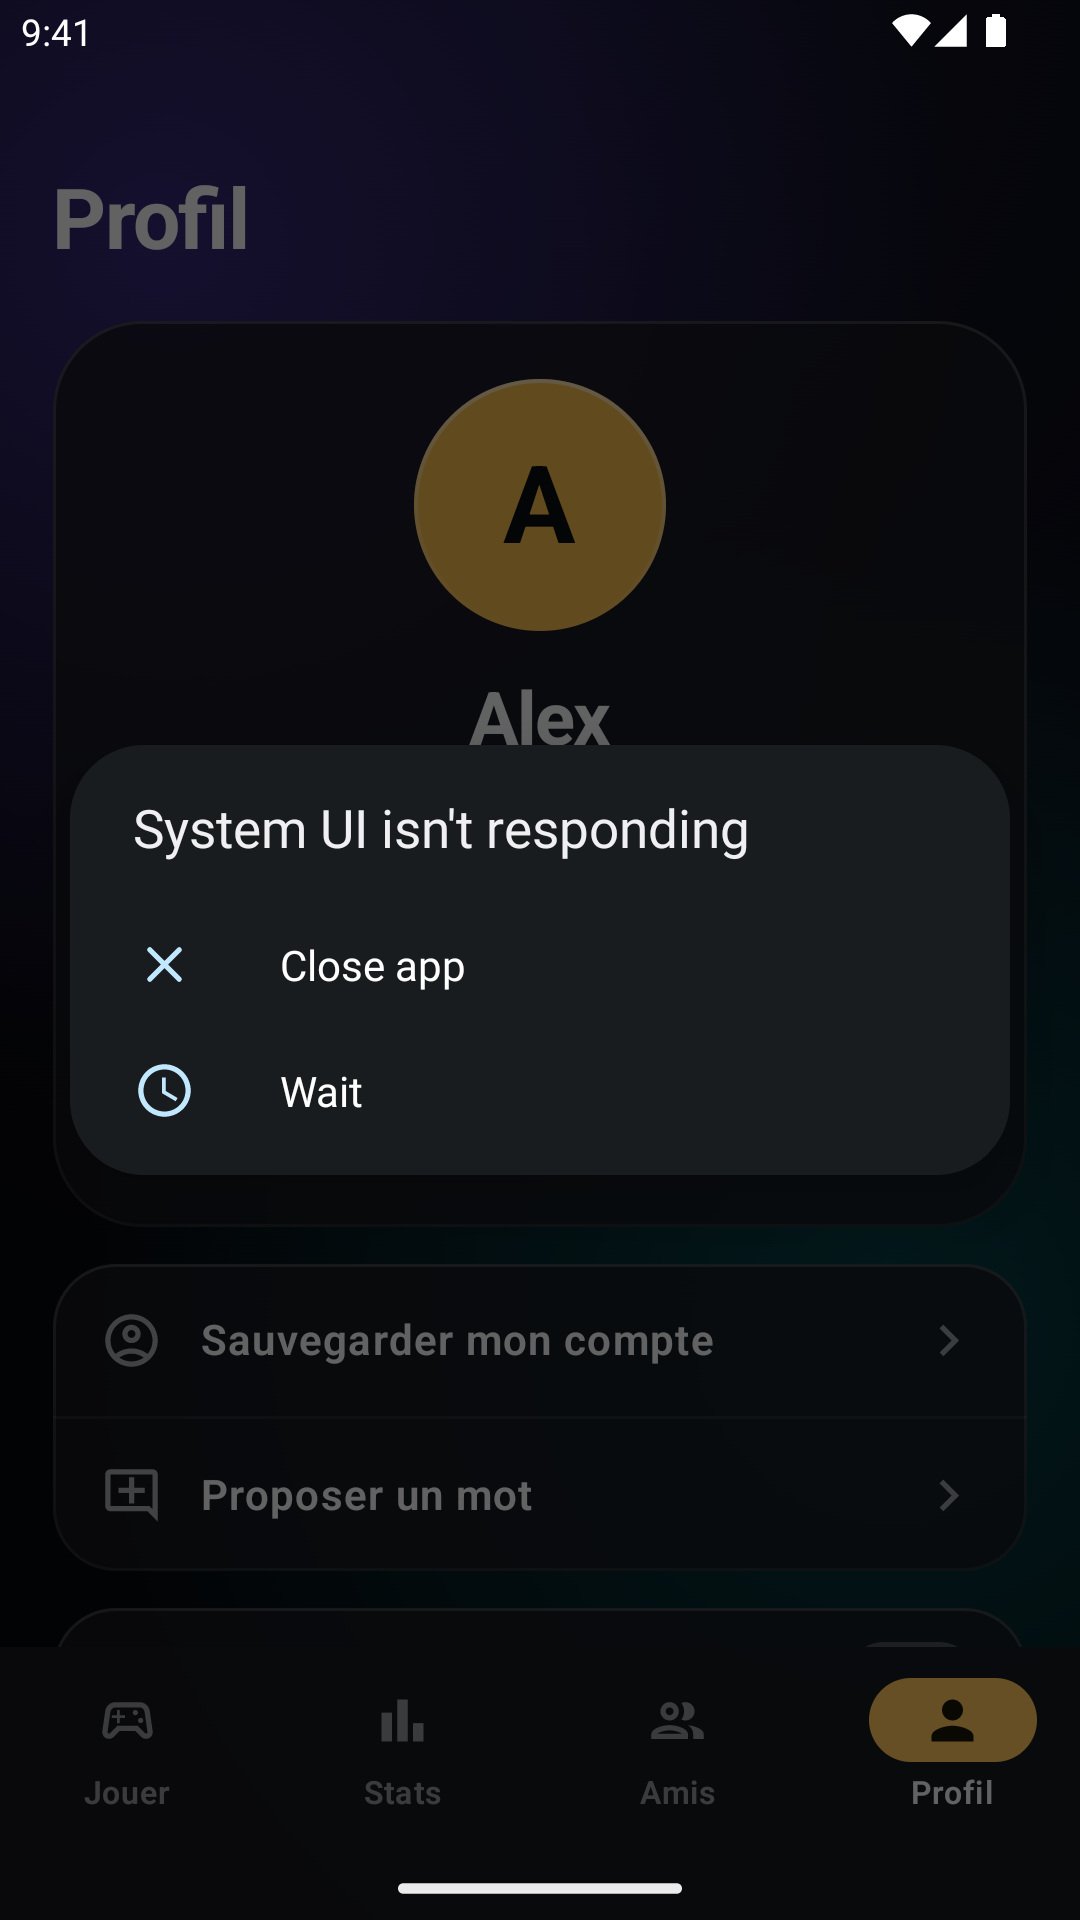 9:41
Profil
A
Alex
System UI isn't responding
Close app
Wait
Sauvegarder mon compte
Proposer un mot
Jouer
Stats
Amis
Profil